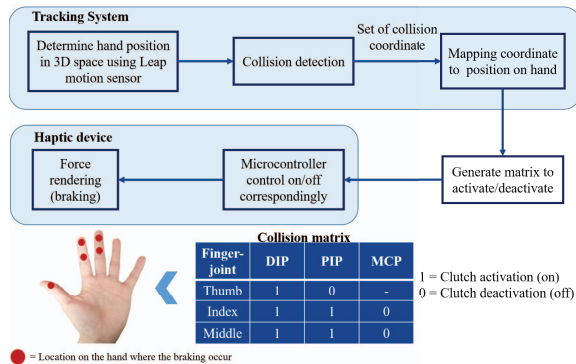 Tracking System
Determine hand position
in 3D space using Leap
motion sensor
Collision detection
Set of collision
coordinate
Mapping coordinate
to position on hand
Haptic device
Force
rendering
(braking)
Microcontroller
control on/off
correspondingly
Generate matrix to
activate/deactivate
Collision matrix
Finger-
joint DIP PIP MCP
Thumb 1 0 -
Index 1 1 0
Middle 1 1 0
1 = Clutch activation (on)
0 = Clutch deactivation (off)
= Location on the hand where the braking occur